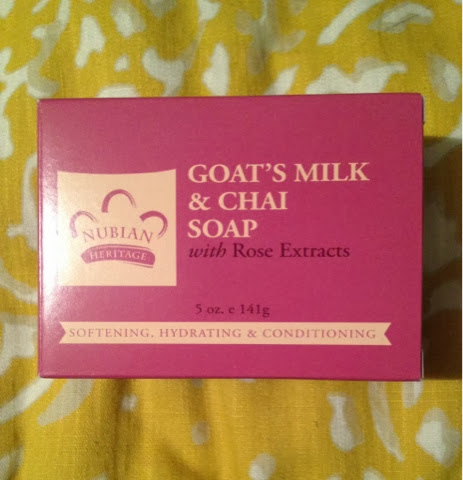 GOAT'S MILK
& CHAI
SOAP
with Rose Extracts
NUBIAN
HERITAGE
5 oz. e 141g
SOFTENING, HYDRATING & CONDITIONING